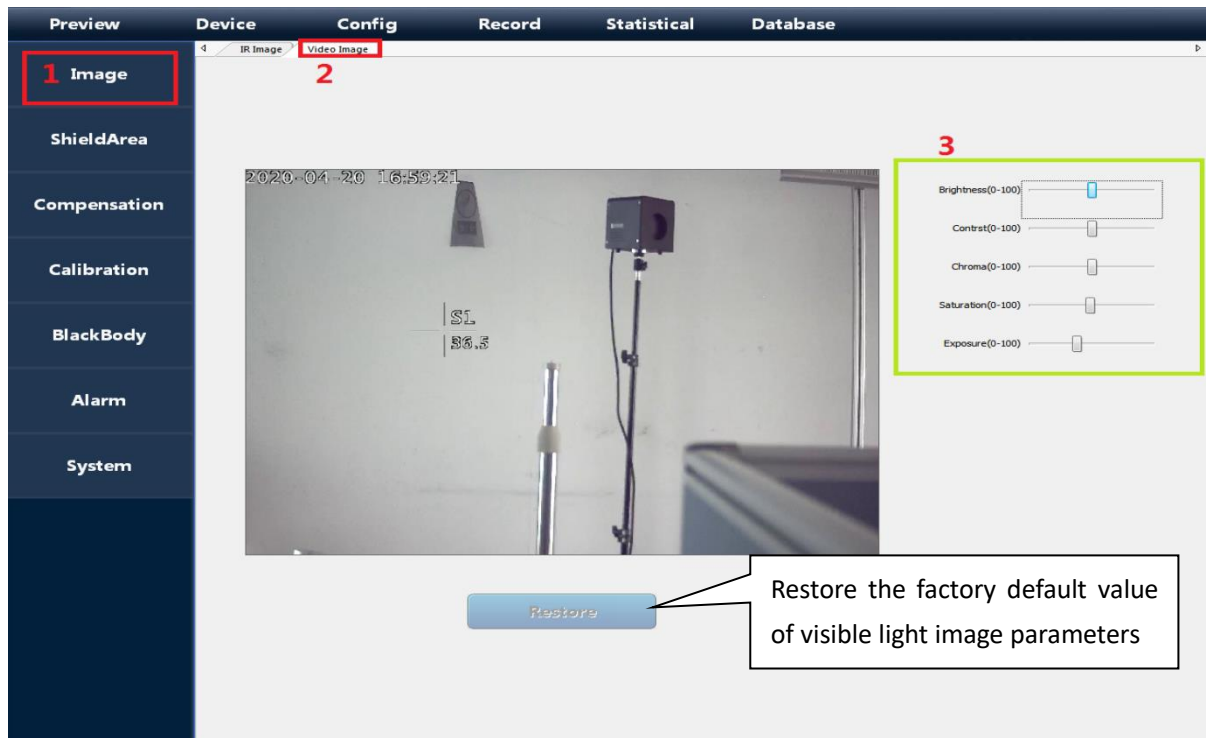 Preview Device Config Record Statistical Database
IR Image Video Image
1 Image
2
ShieldArea
3
2020-04-20 16:59:21
Brightness(0-100)
Compensation
Contrst(0-100)
Calibration
Chroma(0-100)
Saturation(0-100)
S1
36.5
BlackBody
Exposure(0-100)
Alarm
System
Restore
Restore the factory default value
of visible light image parameters